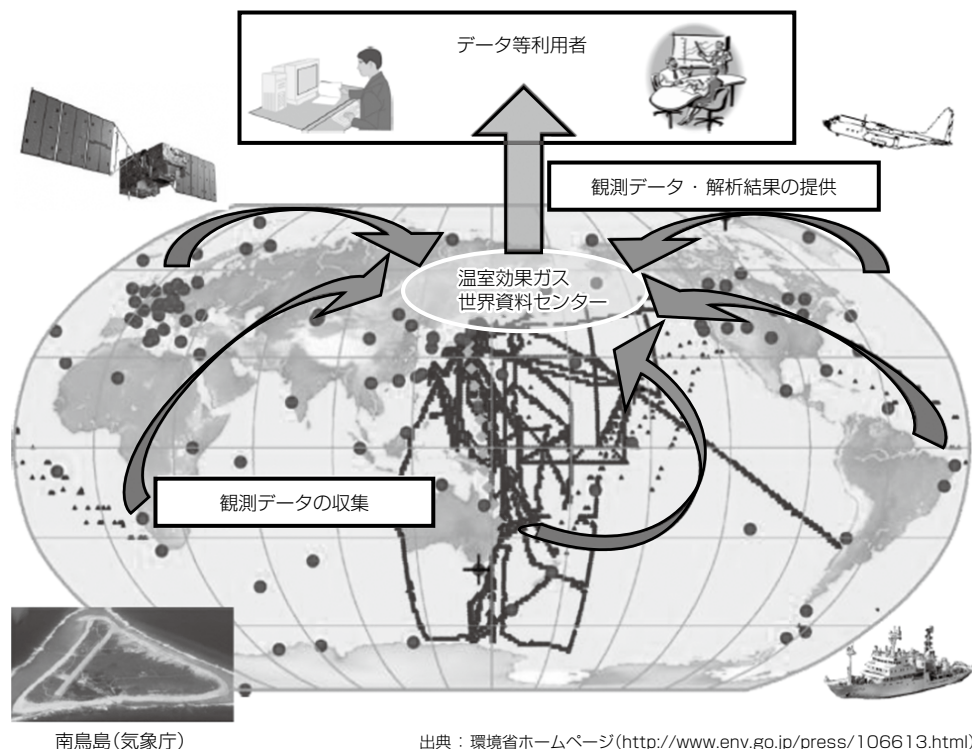 データ等利用者
観測データ・解析結果の提供
温室効果ガス
世界資料センター
観測データの収集
南鳥島(気象庁)
出典:環境省ホームページ(http://www.env.go.jp/press/106613.html)